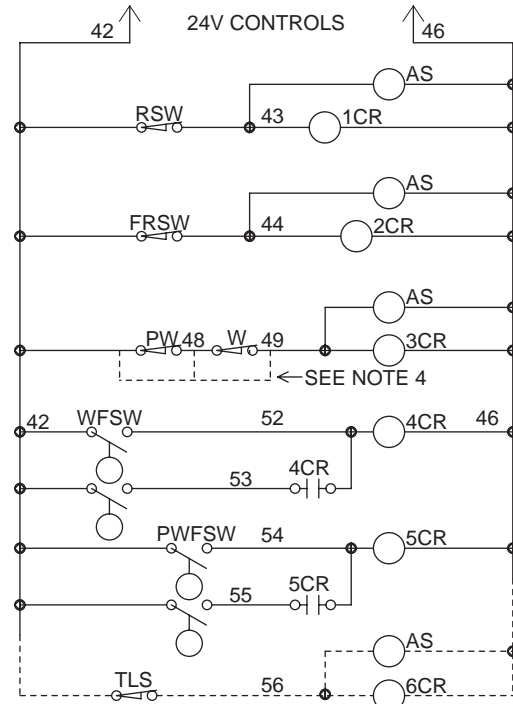 42 24V CONTROLS 46
AS
RSW 43 1CR
AS
FRSW 44 2CR
AS
PW 48 W 49 3CR
SEE NOTE 4
42 WFSW 52 4CR 46
53 4CR
PWFSW 54 5CR
55 5CR
AS
TLS 56 6CR